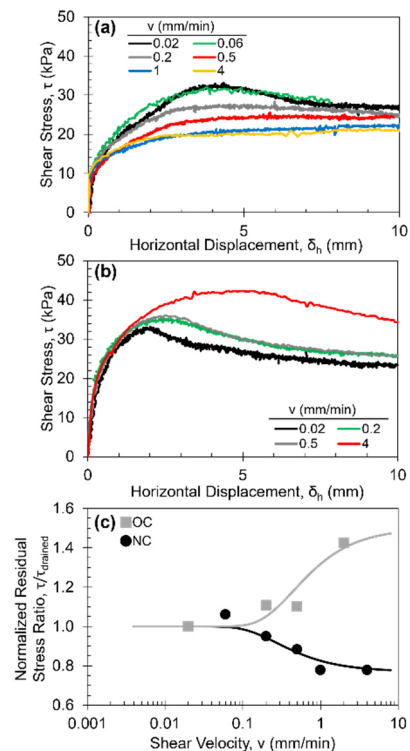 (a)
v (mm/min)
0.02 0.06
0.2 0.5
1 4
Shear Stress, τ (kPa)
50
40
30
20
10
0
0 5 10
Horizontal Displacement, δh (mm)
(b)
Shear Stress, τ (kPa)
50
40
30
20
10
0
v (mm/min)
0.02 0.2
0.5 4
0 5 10
Horizontal Displacement, δh (mm)
(c)
OC
NC
Normalized Residual
Stress Ratio, τ/τdrained
1.6
1.4
1.2
1.0
0.8
0.6
0.001 0.01 0.1 1 10
Shear Velocity, v (mm/min)